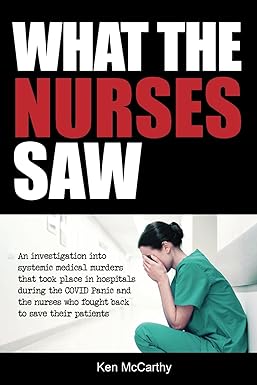 WHAT THE
NURSES
SAW
An investigation into
systemic medical murders
that took place in hospitals
during the COVID Panic and
the nurses who fought back
to save their patients
Ken McCarthy